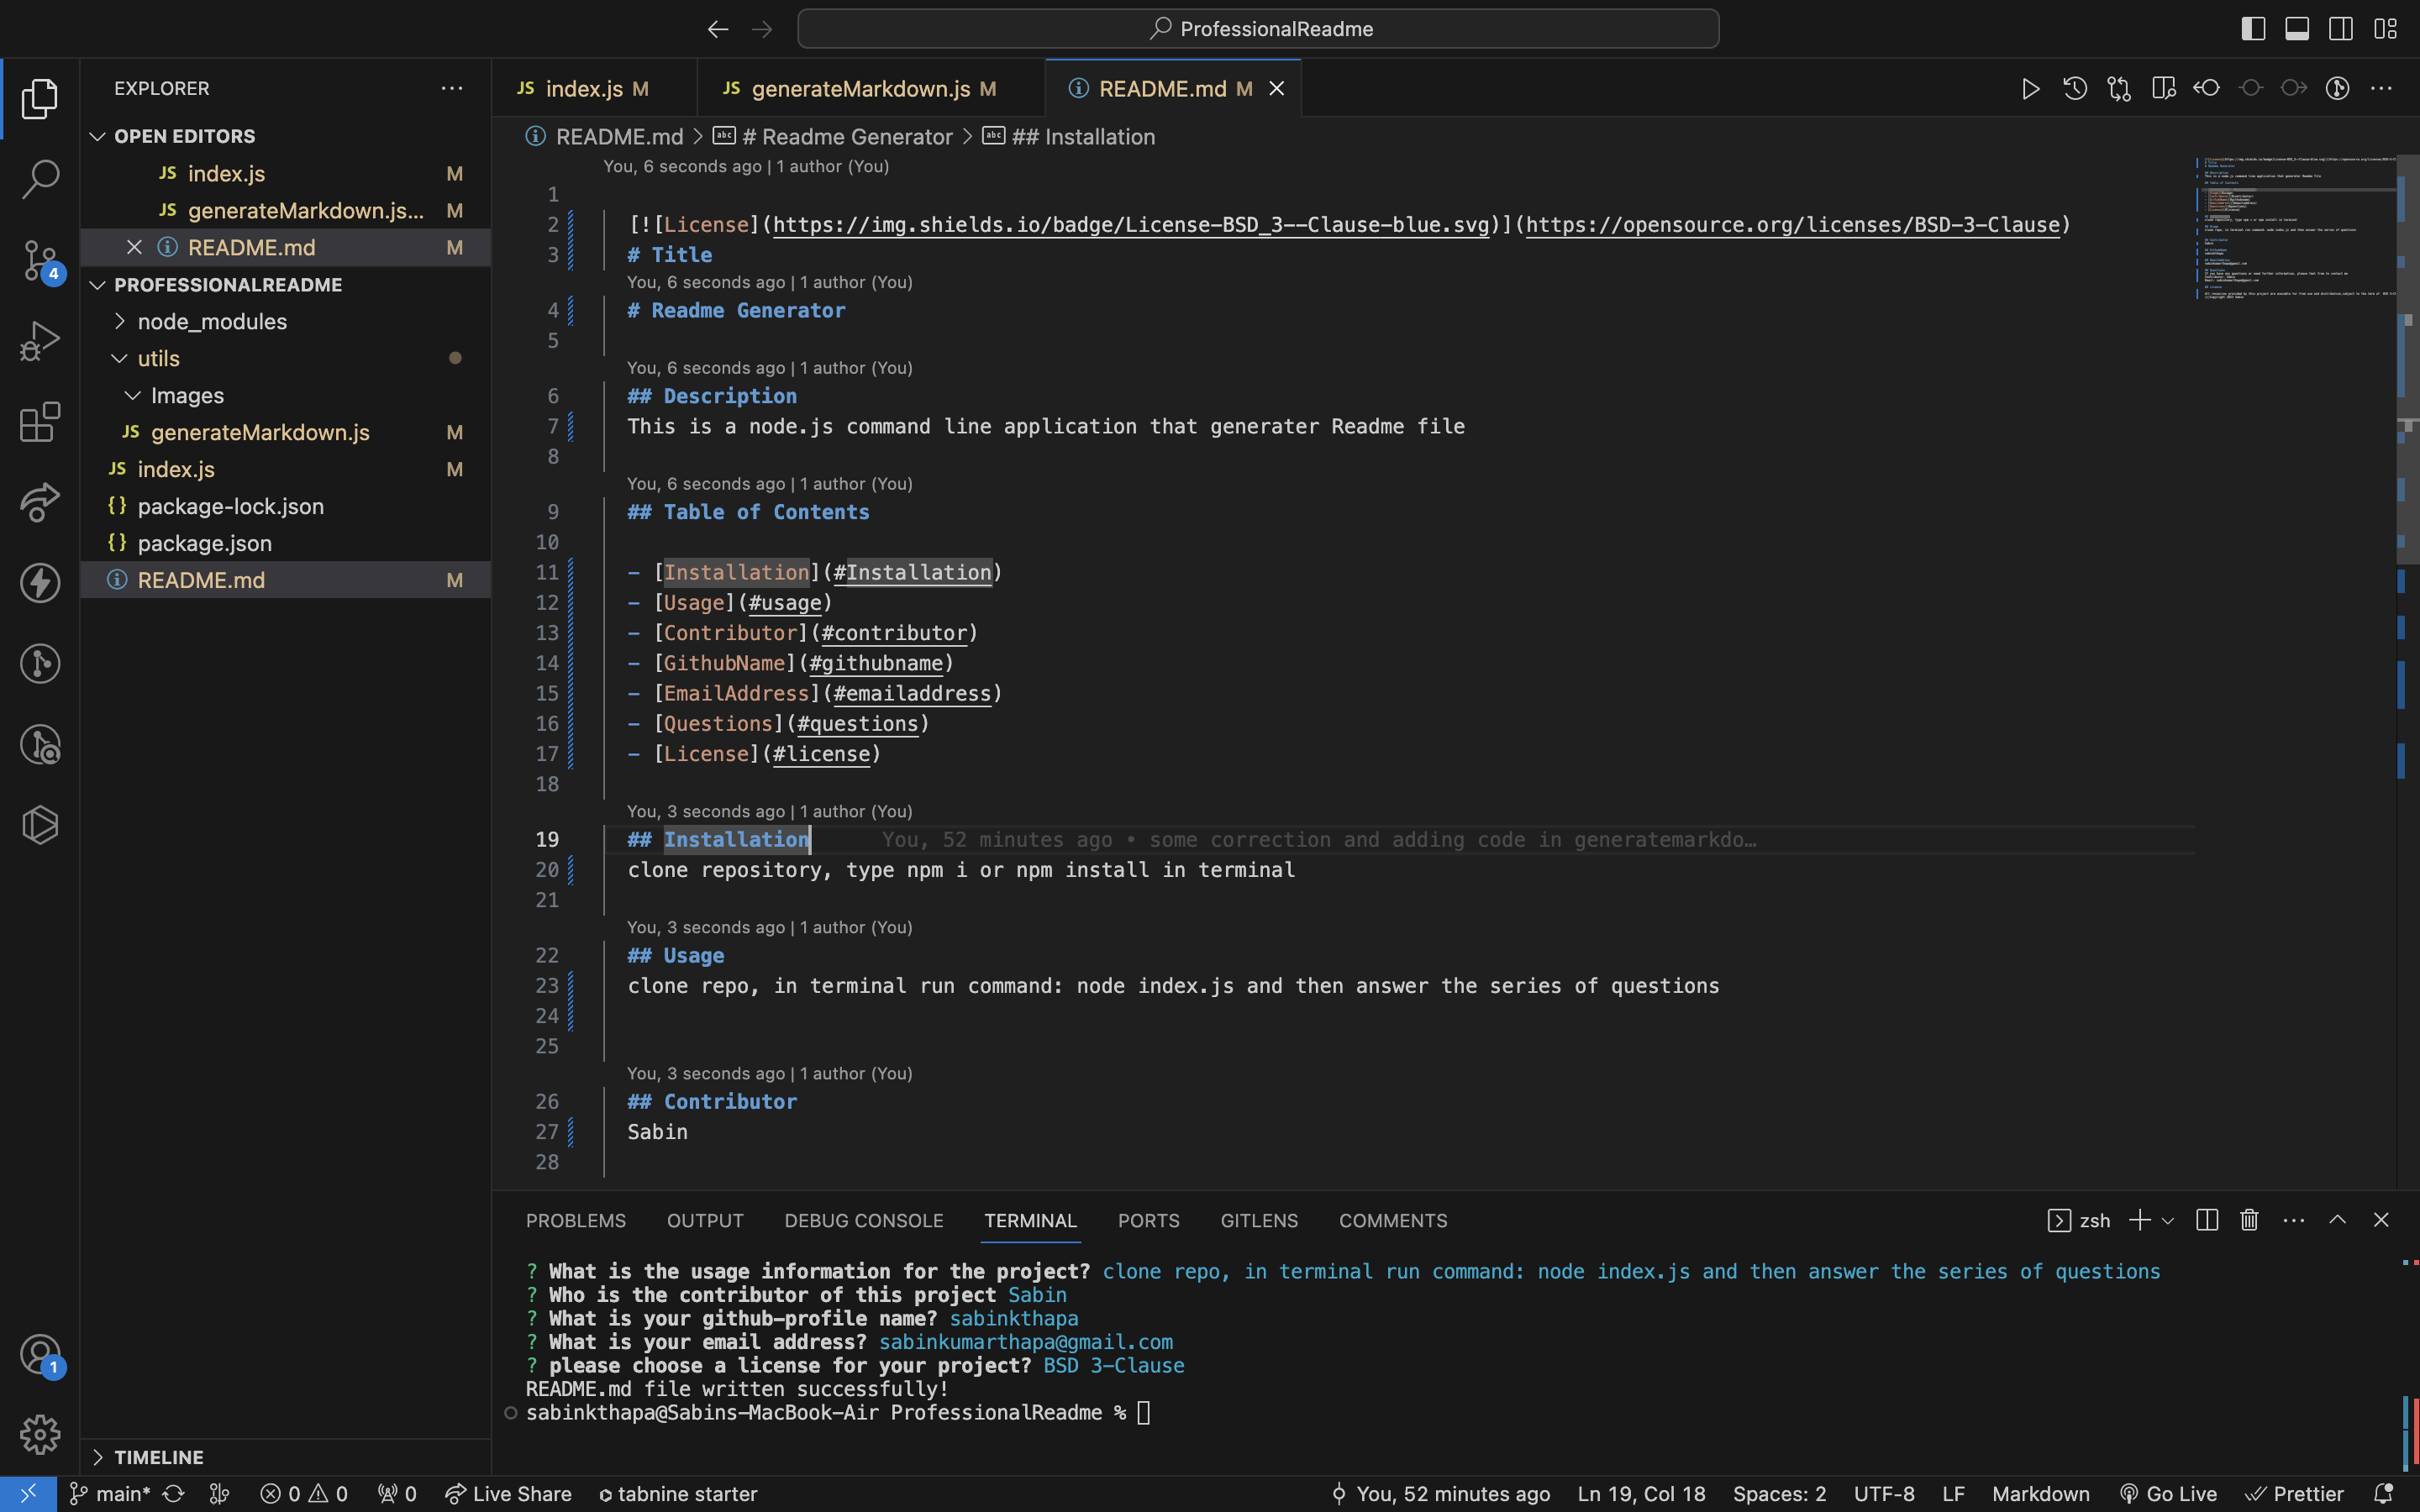 ProfessionalReadme
EXPLORER
OPEN EDITORS
JS index.js M
JS generateMarkdown.js... M
README.md M
PROFESSIONALREADME
node_modules
utils
Images
JS generateMarkdown.js M
JS index.js M
{} package-lock.json
{} package.json
README.md M
TIMELINE
4
1
JS index.js M
JS generateMarkdown.js M
README.md M
README.md > # Readme Generator > ## Installation
You, 6 seconds ago | 1 author (You)
1
2 [![License](https://img.shields.io/badge/License-BSD_3--Clause-blue.svg)](https://opensource.org/licenses/BSD-3-Clause)
3 # Title
You, 6 seconds ago | 1 author (You)
4 # Readme Generator
5
You, 6 seconds ago | 1 author (You)
6 ## Description
7 This is a node.js command line application that generater Readme file
8
You, 6 seconds ago | 1 author (You)
9 ## Table of Contents
10
11 - [Installation](#Installation)
12 - [Usage](#usage)
13 - [Contributor](#contributor)
14 - [GithubName](#githubname)
15 - [EmailAddress](#emailaddress)
16 - [Questions](#questions)
17 - [License](#license)
18
You, 3 seconds ago | 1 author (You)
19 ## Installation You, 52 minutes ago • some correction and adding code in generatemarkdo…
20 clone repository, type npm i or npm install in terminal
21
You, 3 seconds ago | 1 author (You)
22 ## Usage
23 clone repo, in terminal run command: node index.js and then answer the series of questions
24
25
You, 3 seconds ago | 1 author (You)
26 ## Contributor
27 Sabin
28
PROBLEMS OUTPUT DEBUG CONSOLE TERMINAL PORTS GITLENS COMMENTS zsh
? What is the usage information for the project? clone repo, in terminal run command: node index.js and then answer the series of questions
? Who is the contributor of this project Sabin
? What is your github-profile name? sabinkthapa
? What is your email address? sabinkumarthapa@gmail.com
? please choose a license for your project? BSD 3-Clause
README.md file written successfully!
sabinkthapa@Sabins-MacBook-Air ProfessionalReadme %
main* 0 0 0 Live Share tabnine starter You, 52 minutes ago Ln 19, Col 18 Spaces: 2 UTF-8 LF Markdown Go Live Prettier